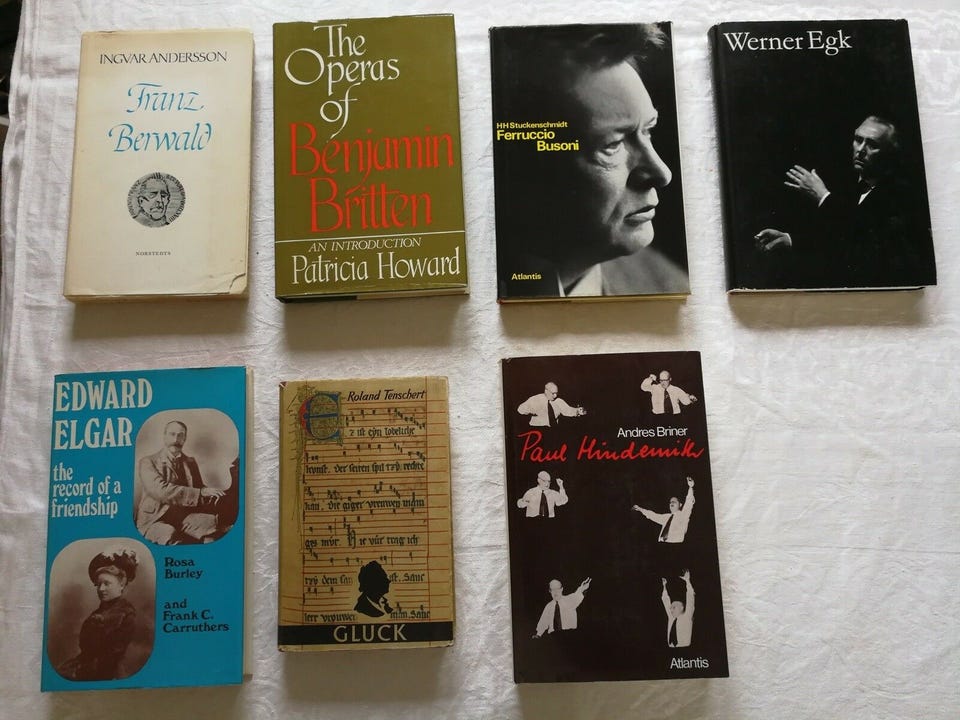 INGVAR ANDERSSON
Franz
Berwald
NORSTEDTS
The
Operas
of
Benjamin
Britten
AN INTRODUCTION
Patricia Howard
HH Stuckenschmidt
Ferruccio
Busoni
Atlantis
Werner Egk
EDWARD
ELGAR
the
record of a
friendship
Rosa
Burley
and
Frank C.
Carruthers
Roland Tenschert
GLUCK
Andres Briner
Paul Hindemith
Atlantis